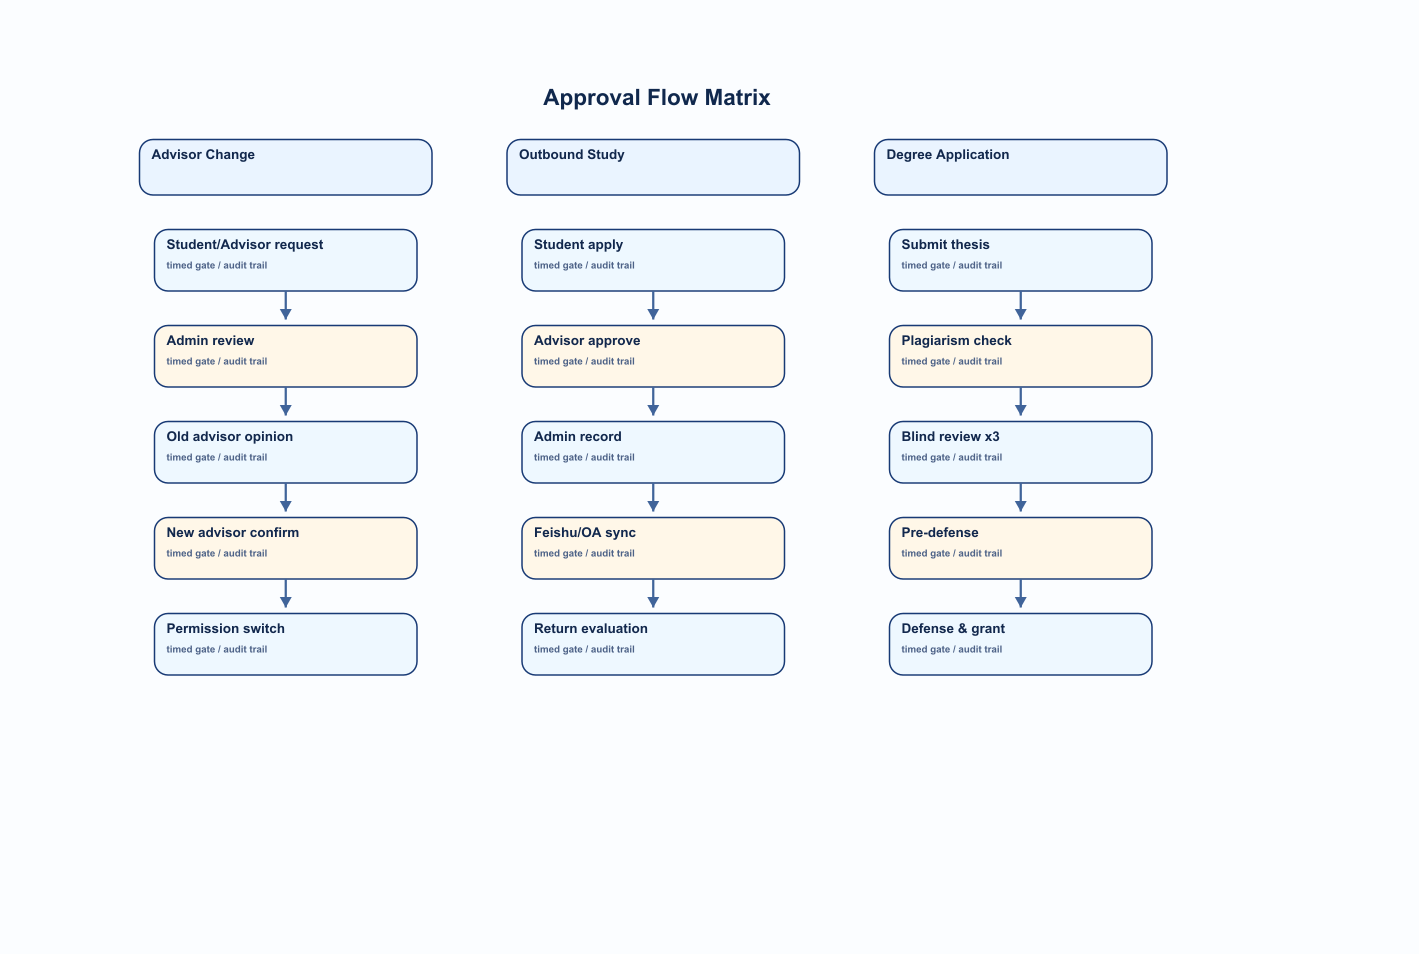 Approval Flow Matrix
Advisor Change
Student/Advisor request
timed gate / audit trail
Admin review
timed gate / audit trail
Old advisor opinion
timed gate / audit trail
New advisor confirm
timed gate / audit trail
Permission switch
timed gate / audit trail
Outbound Study
Student apply
timed gate / audit trail
Advisor approve
timed gate / audit trail
Admin record
timed gate / audit trail
Feishu/OA sync
timed gate / audit trail
Return evaluation
timed gate / audit trail
Degree Application
Submit thesis
timed gate / audit trail
Plagiarism check
timed gate / audit trail
Blind review x3
timed gate / audit trail
Pre-defense
timed gate / audit trail
Defense & grant
timed gate / audit trail